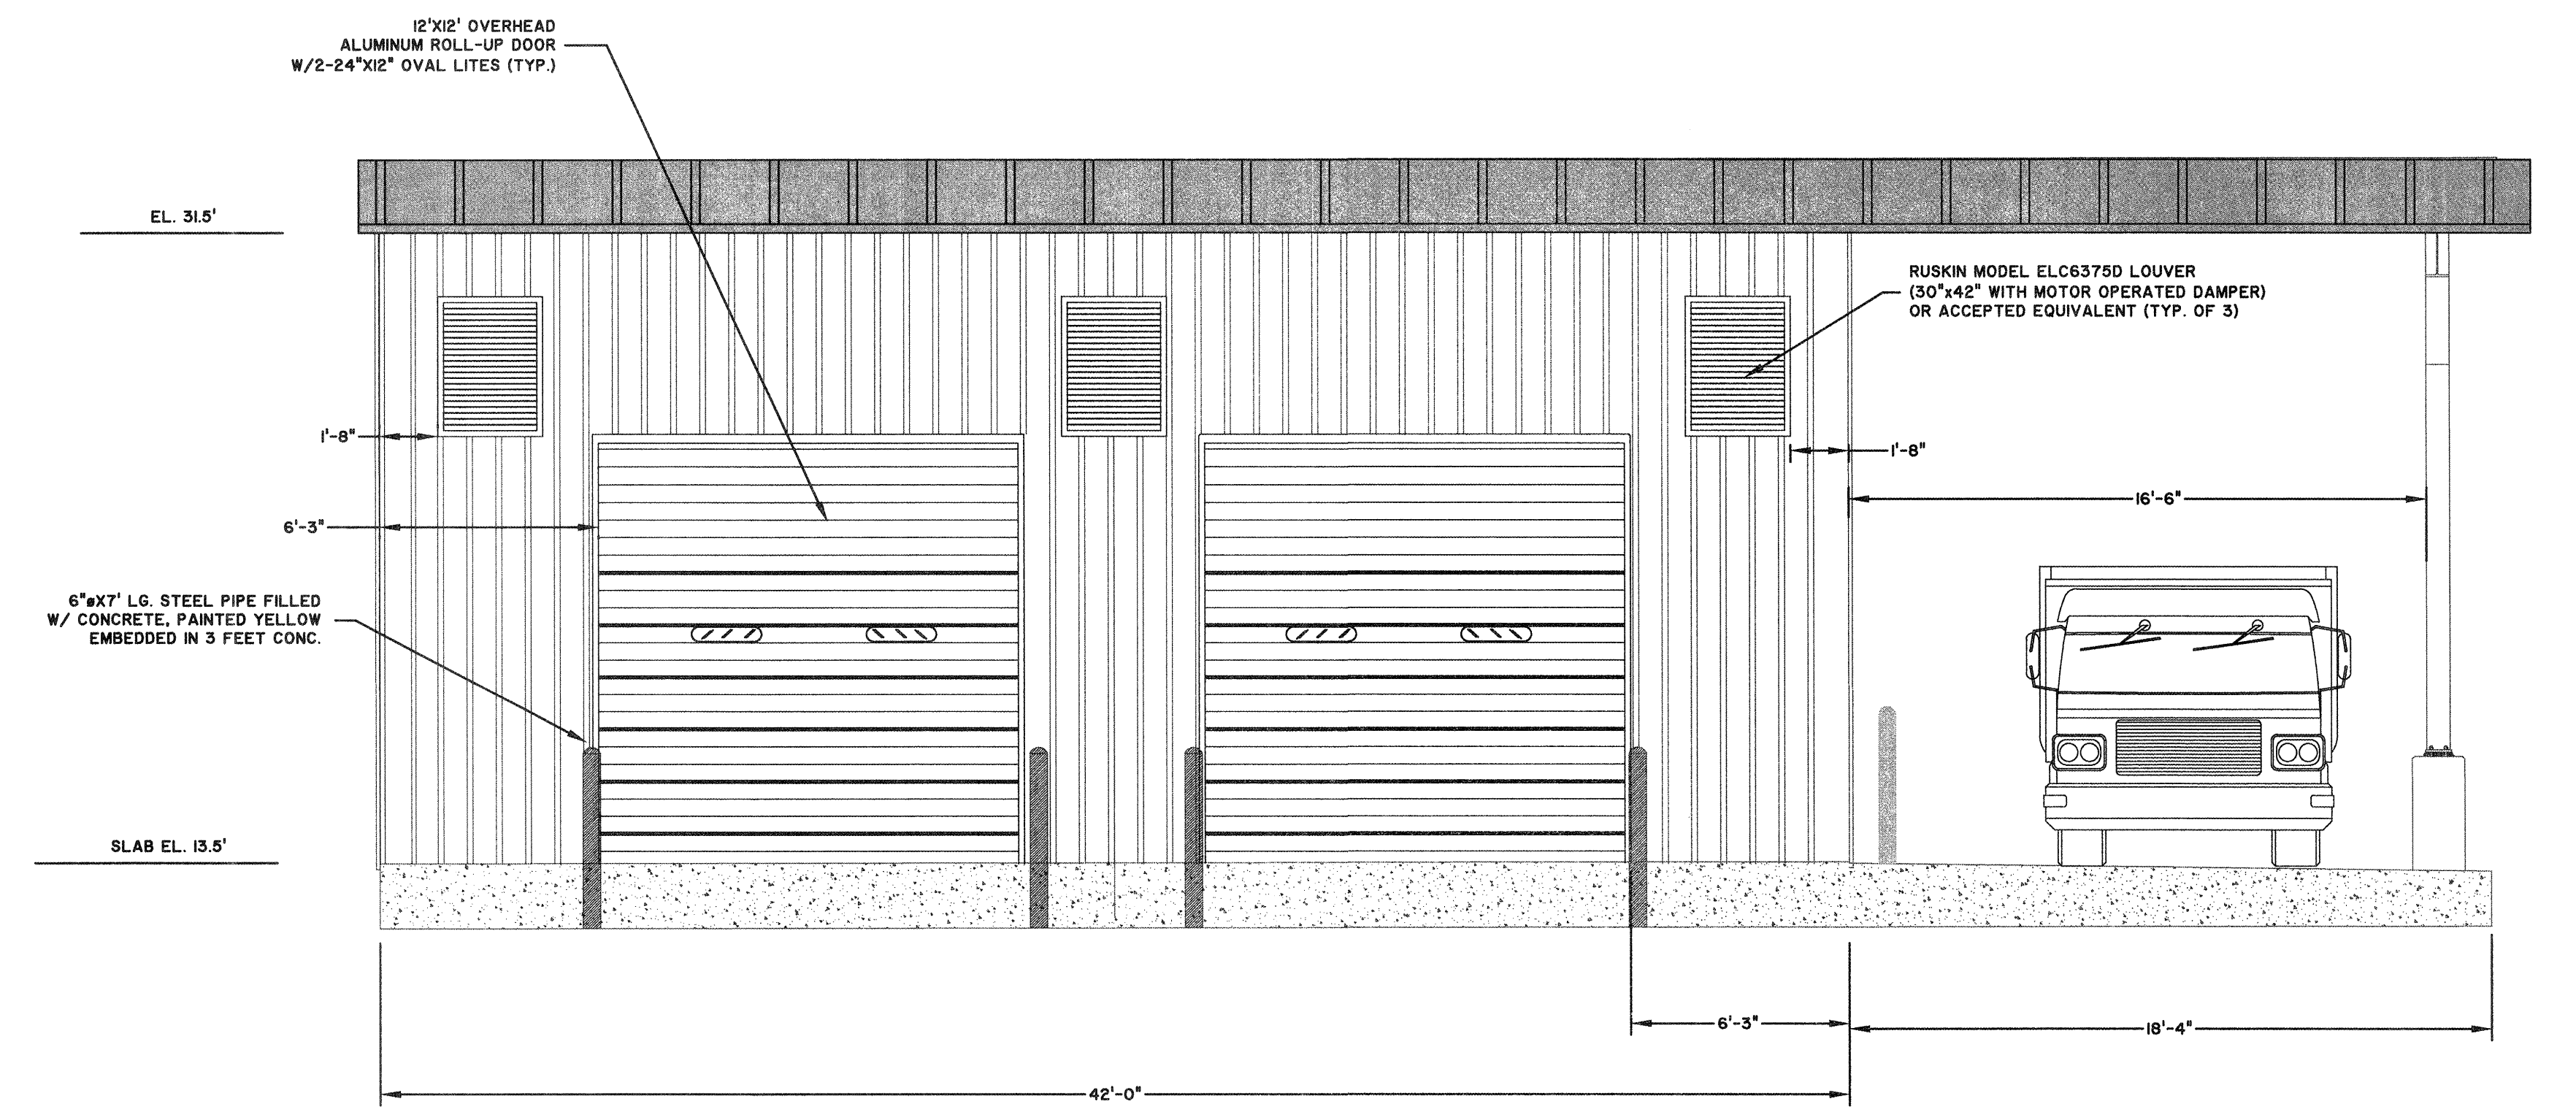 12'X12' OVERHEAD
ALUMINUM ROLL-UP DOOR
W/2-24"X12" OVAL LITES (TYP.)
EL. 31.5'
RUSKIN MODEL ELC6375D LOUVER
(30"x42" WITH MOTOR OPERATED DAMPER)
OR ACCEPTED EQUIVALENT (TYP. OF 3)
1'-8"
1'-8"
16'-6"
6'-3"
6"øX7' LG. STEEL PIPE FILLED
W/ CONCRETE, PAINTED YELLOW
EMBEDDED IN 3 FEET CONC.
SLAB EL. 13.5'
6'-3"
18'-4"
42'-0"